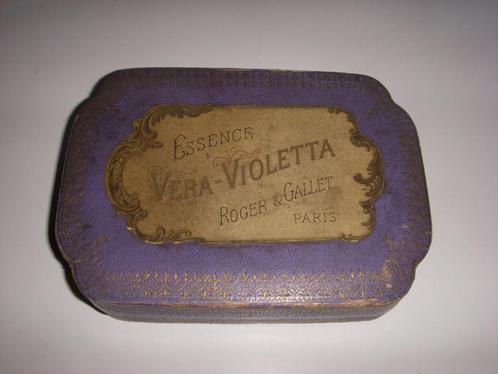 ESSENCE
VERA-VIOLETTA
ROGER & GALLET
PARIS